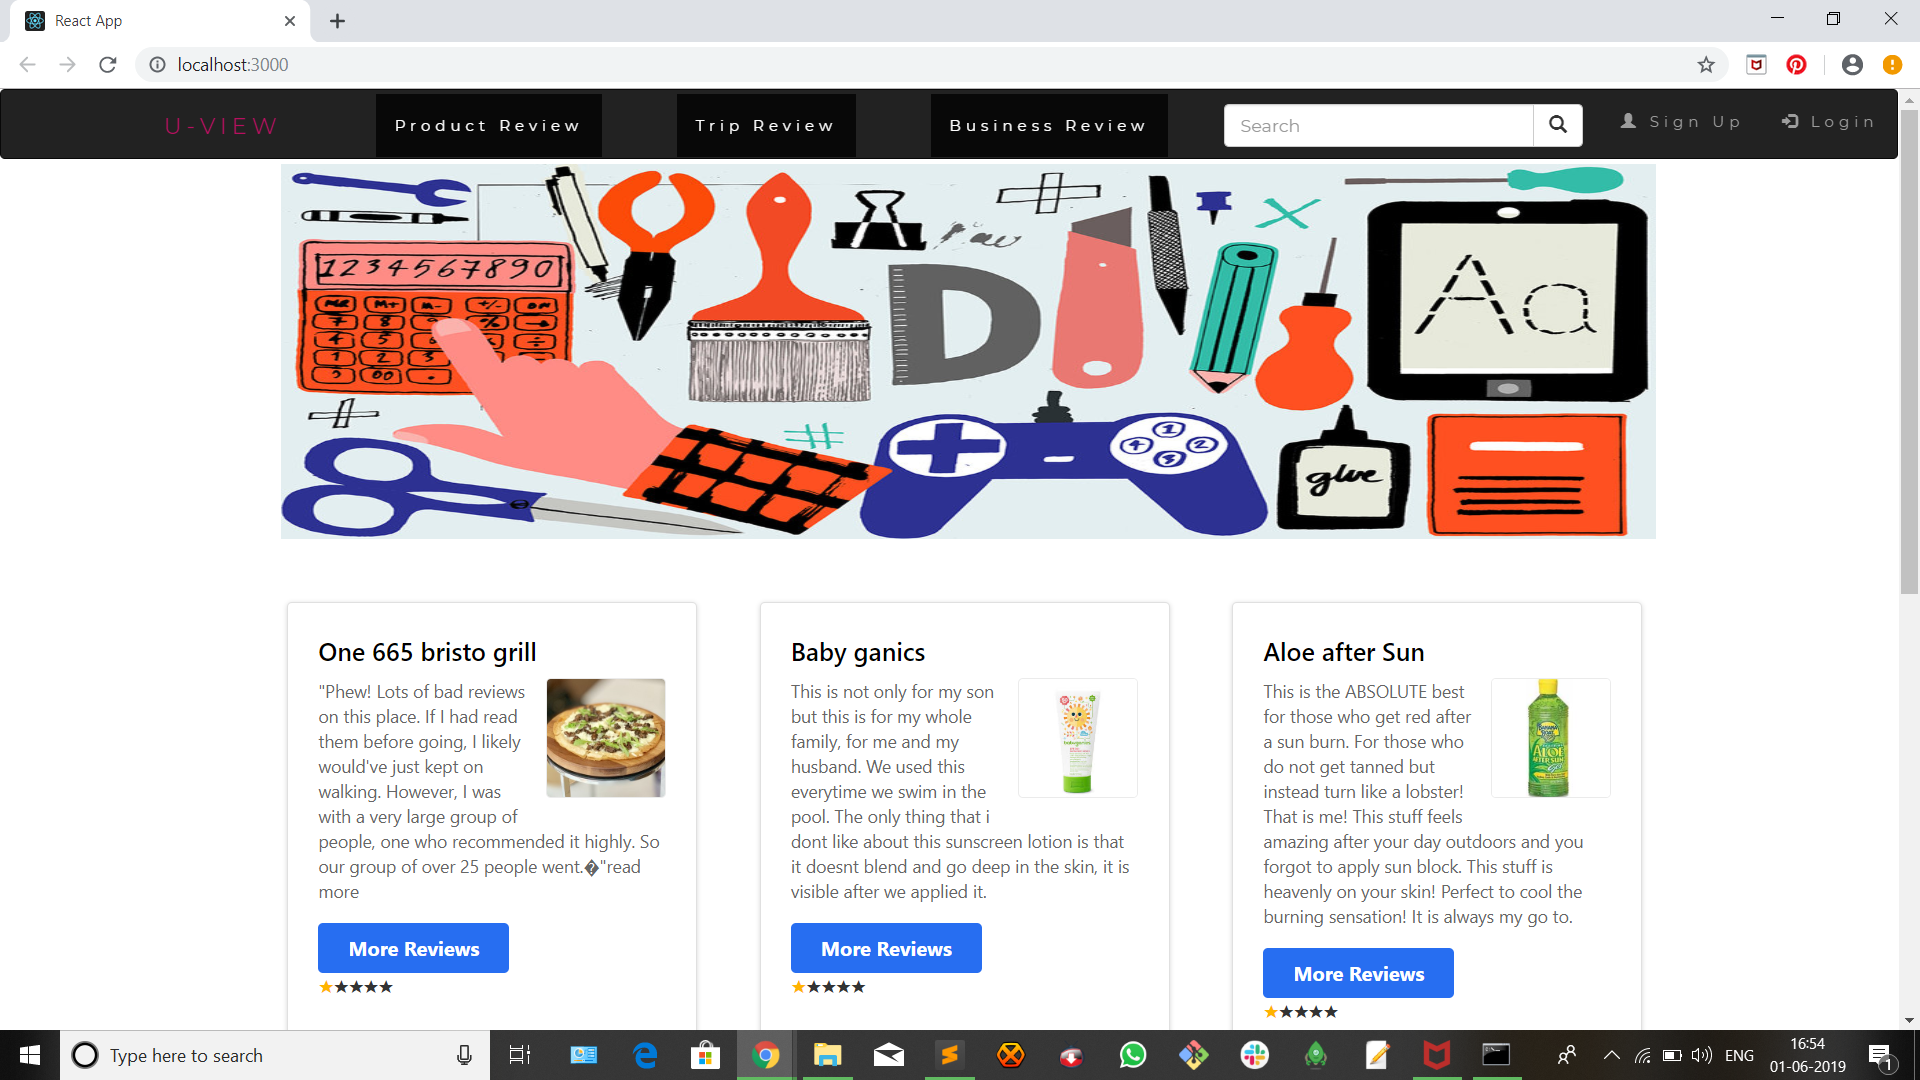 React App
localhost:3000
U-VIEW
Product Review
Trip Review
Business Review
Search
Sign Up
Login
1234567890
MR M+ M- +/- ON
7 8 %
4 5 ÷
1 2 3
00 .
D
Aa
1
4 2
3
glue
One 665 bristo grill
"Phew! Lots of bad reviews
on this place. If I had read
them before going, I likely
would've just kept on
walking. However, I was
with a very large group of
people, one who recommended it highly. So
our group of over 25 people went.�"read
more
More Reviews
Baby ganics
This is not only for my son
but this is for my whole
family, for me and my
husband. We used this
everytime we swim in the
pool. The only thing that i
dont like about this sunscreen lotion is that
it doesnt blend and go deep in the skin, it is
visible after we applied it.
babyganics
More Reviews
Aloe after Sun
This is the ABSOLUTE best
for those who get red after
a sun burn. For those who
do not get tanned but
instead turn like a lobster!
That is me! This stuff feels
amazing after your day outdoors and you
forgot to apply sun block. This stuff is
heavenly on your skin! Perfect to cool the
burning sensation! It is always my go to.
BANANA BOAT
ALOE
AFTER SUN
Gel
More Reviews
Type here to search
ENG
16:54
01-06-2019
1